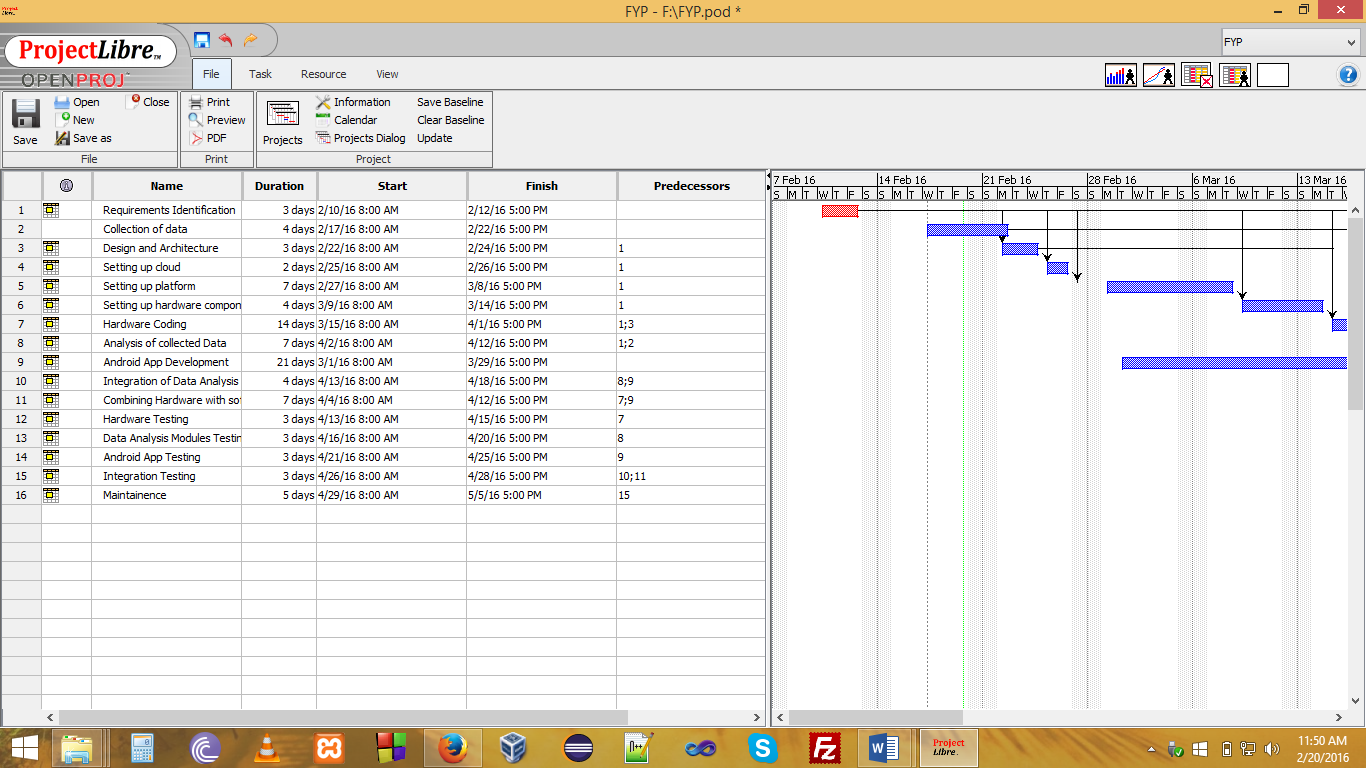 Project Libre
FYP - F:\FYP.pod *
ProjectLibre TM
OPENPROJ
FYP
File Task Resource View
Save
Open
New
Save as
Close
File
Print
Preview
PDF
Print
Projects
Information
Calendar
Projects Dialog
Save Baseline
Clear Baseline
Update
Project
Name Duration Start Finish Predecessors
1 Requirements Identification 3 days 2/10/16 8:00 AM 2/12/16 5:00 PM
2 Collection of data 4 days 2/17/16 8:00 AM 2/22/16 5:00 PM
3 Design and Architecture 3 days 2/22/16 8:00 AM 2/24/16 5:00 PM 1
4 Setting up cloud 2 days 2/25/16 8:00 AM 2/26/16 5:00 PM 1
5 Setting up platform 7 days 2/27/16 8:00 AM 3/8/16 5:00 PM 1
6 Setting up hardware compon 4 days 3/9/16 8:00 AM 3/14/16 5:00 PM 1
7 Hardware Coding 14 days 3/15/16 8:00 AM 4/1/16 5:00 PM 1;3
8 Analysis of collected Data 7 days 4/2/16 8:00 AM 4/12/16 5:00 PM 1;2
9 Android App Development 21 days 3/1/16 8:00 AM 3/29/16 5:00 PM
10 Integration of Data Analysis 4 days 4/13/16 8:00 AM 4/18/16 5:00 PM 8;9
11 Combining Hardware with sof 7 days 4/4/16 8:00 AM 4/12/16 5:00 PM 7;9
12 Hardware Testing 3 days 4/13/16 8:00 AM 4/15/16 5:00 PM 7
13 Data Analysis Modules Testin 3 days 4/16/16 8:00 AM 4/20/16 5:00 PM 8
14 Android App Testing 3 days 4/21/16 8:00 AM 4/25/16 5:00 PM 9
15 Integration Testing 3 days 4/26/16 8:00 AM 4/28/16 5:00 PM 10;11
16 Maintainence 5 days 4/29/16 8:00 AM 5/5/16 5:00 PM 15
7 Feb 16 14 Feb 16 21 Feb 16 28 Feb 16 6 Mar 16 13 Mar 16
S M T W T F S S M T W T F S S M T W T F S S M T W T F S S M T W T F S S M T W
Project Libre
11:50 AM
2/20/2016